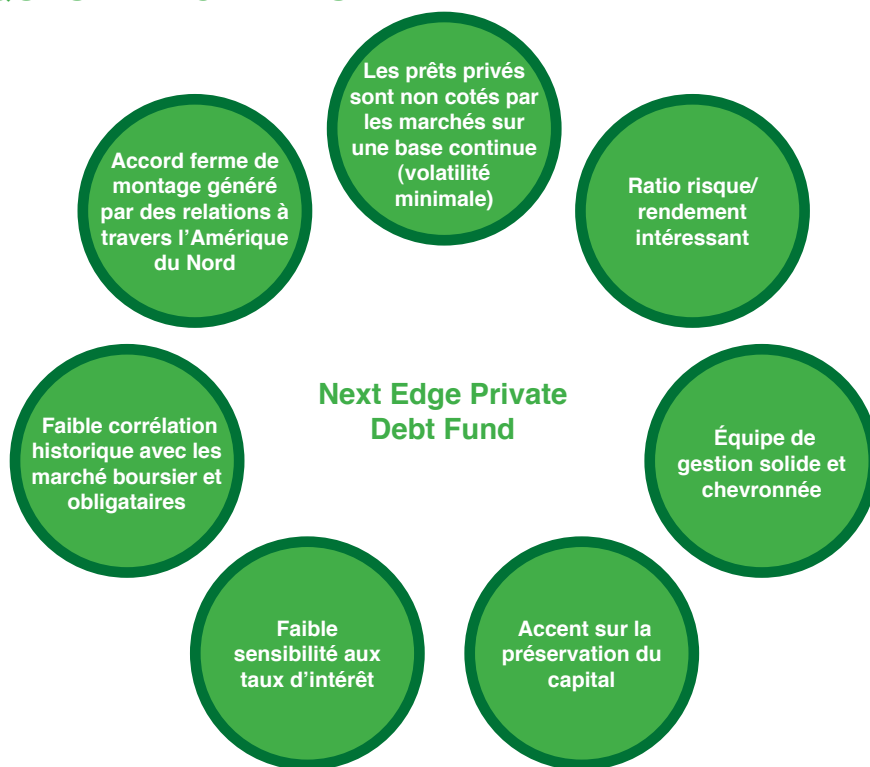 Les prêts privés
sont non cotés par
les marchés sur
une base continue
(volatilité
minimale)
Ratio risque/
rendement
intéressant
Équipe de
gestion solide et
chevronnée
Accent sur la
préservation du
capital
Faible
sensibilité aux
taux d’intérêt
Faible corrélation
historique avec les
marché boursier et
obligataires
Accord ferme de
montage généré
par des relations à
travers l’Amérique
du Nord
Next Edge Private
Debt Fund